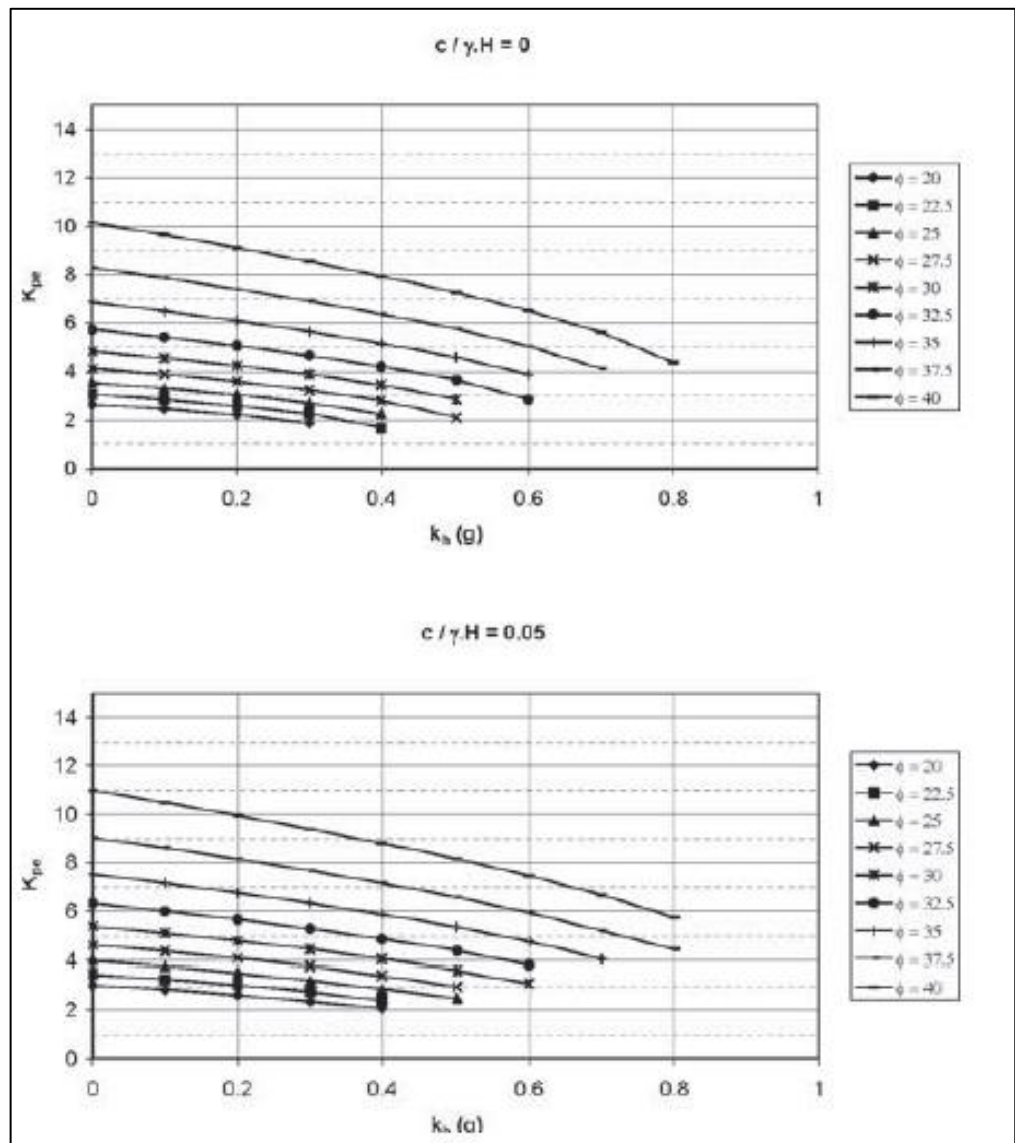 c / γ.H = 0
14
12
10
8
6
4
2
0
Kpe
0 0.2 0.4 0.6 0.8 1
kh (g)
ϕ = 20
ϕ = 22.5
ϕ = 25
ϕ = 27.5
ϕ = 30
ϕ = 32.5
ϕ = 35
ϕ = 37.5
ϕ = 40
c / γ.H = 0.05
14
12
10
8
6
4
2
0
Kpe
0 0.2 0.4 0.6 0.8 1
kh (g)
ϕ = 20
ϕ = 22.5
ϕ = 25
ϕ = 27.5
ϕ = 30
ϕ = 32.5
ϕ = 35
ϕ = 37.5
ϕ = 40